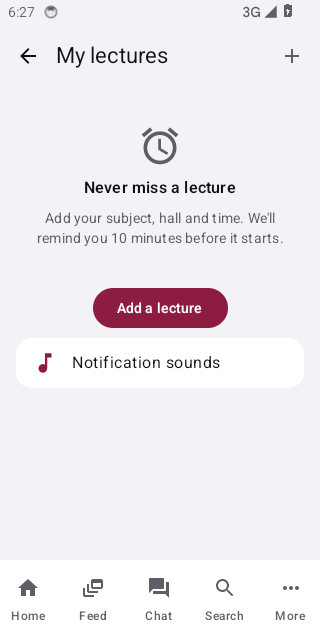 6:27
3G
My lectures
Never miss a lecture
Add your subject, hall and time. We'll
remind you 10 minutes before it starts.
Add a lecture
Notification sounds
Home
Feed
Chat
Search
More